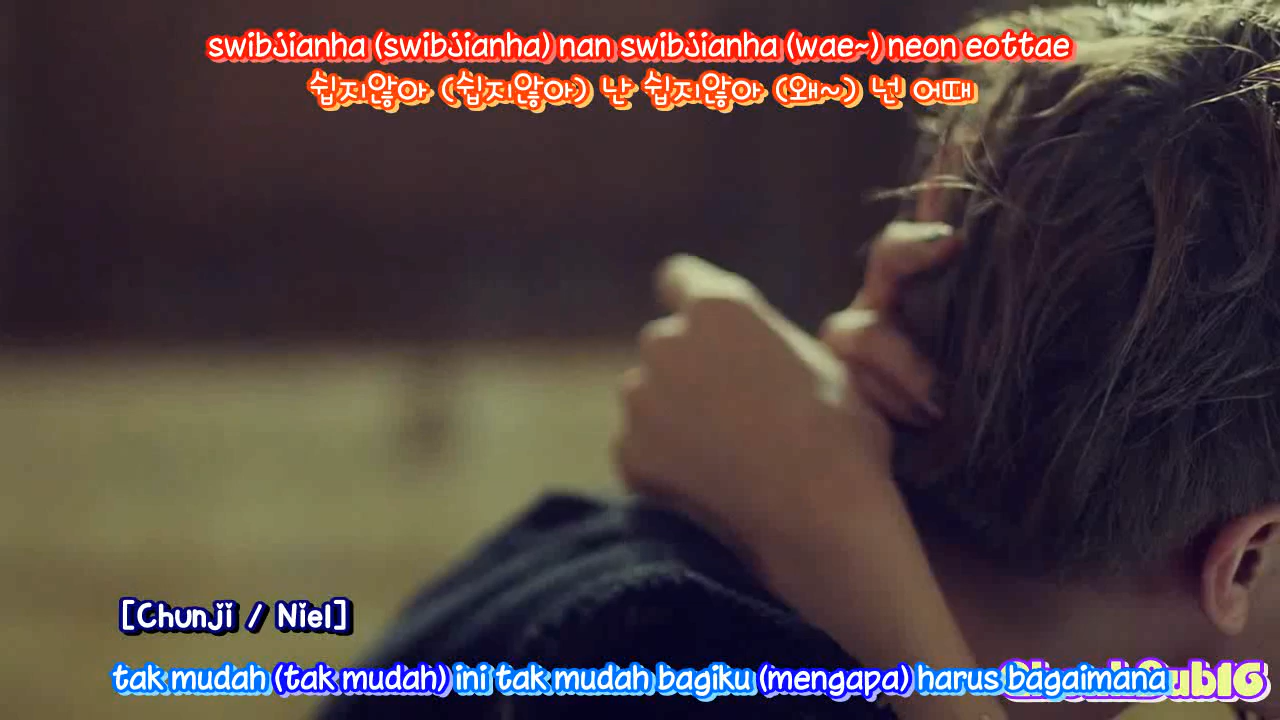 swibjianha (swibjianha) nan swibjianha (wae~) neon eottae
쉽지않아 (쉽지않아) 난 쉽지않아 (왜~) 넌 어때
[Chunji / Niel]
tak mudah (tak mudah) ini tak mudah bagiku (mengapa) harus bagaimana